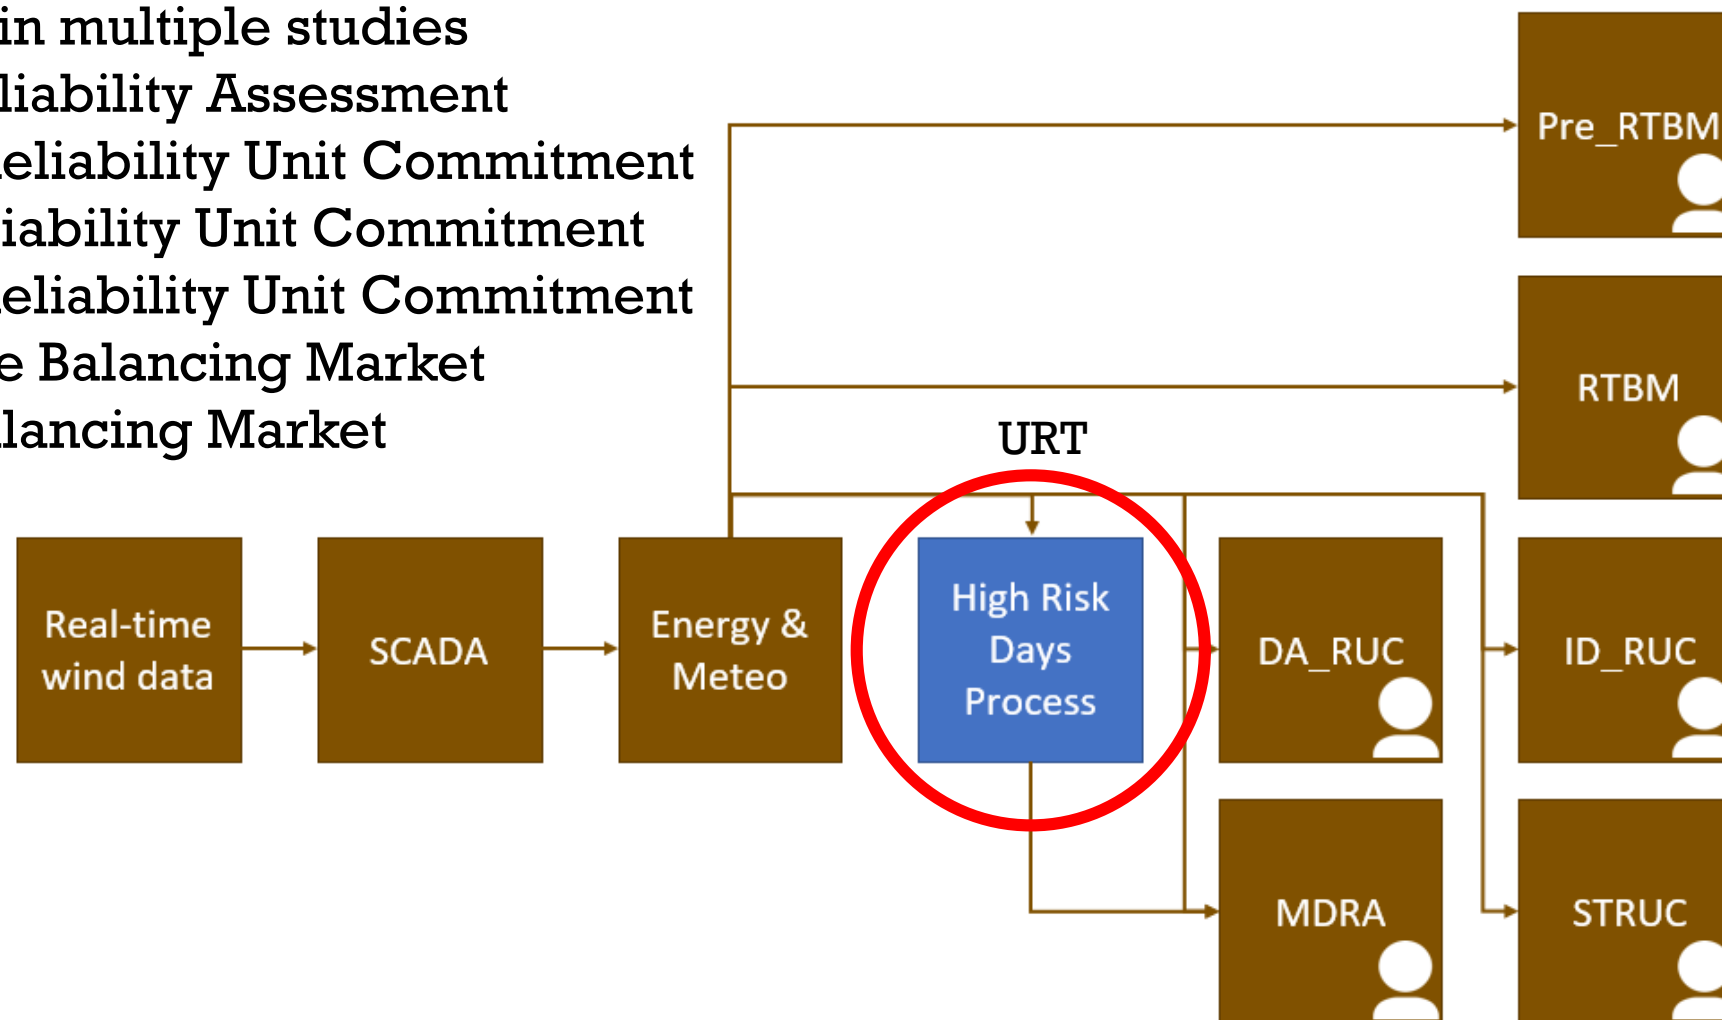 in multiple studies
liability Assessment
eliability Unit Commitment
iability Unit Commitment
eliability Unit Commitment
e Balancing Market
lancing Market
Pre_RTBM
RTBM
URT
Real-time
wind data
SCADA
Energy &
Meteo
High Risk
Days
Process
DA_RUC
ID_RUC
MDRA
STRUC